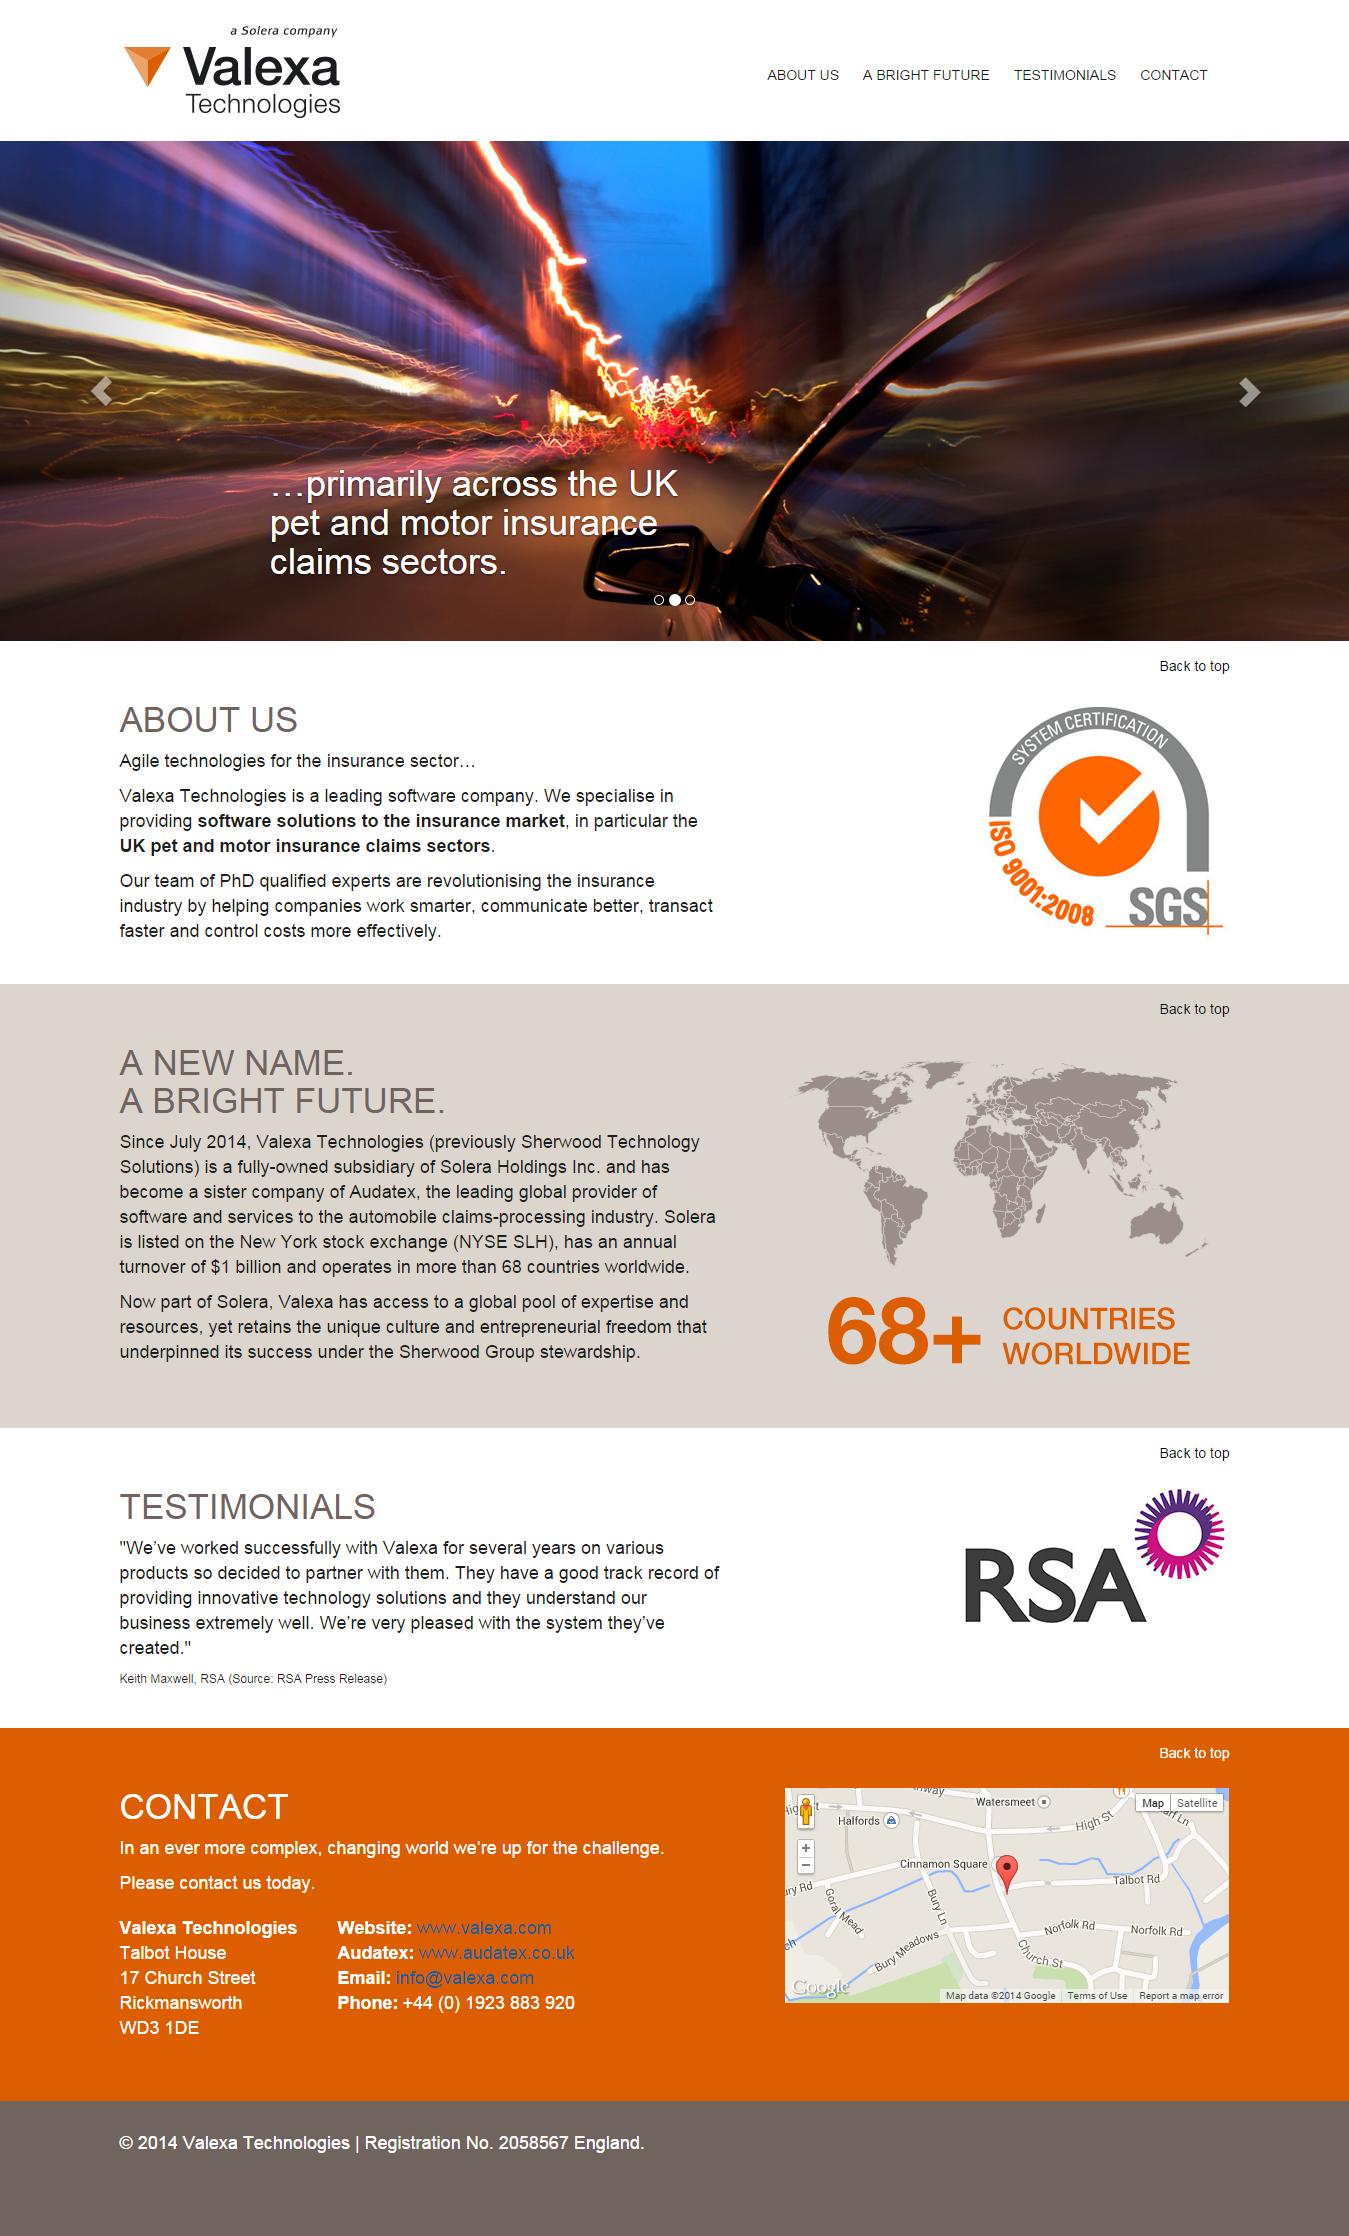 a Solera company
Valexa
Technologies
ABOUT US
A BRIGHT FUTURE
TESTIMONIALS
CONTACT
…primarily across the UK
pet and motor insurance
claims sectors.
Back to top
ABOUT US
Agile technologies for the insurance sector…
Valexa Technologies is a leading software company. We specialise in
providing software solutions to the insurance market, in particular the
UK pet and motor insurance claims sectors.
Our team of PhD qualified experts are revolutionising the insurance
industry by helping companies work smarter, communicate better, transact
faster and control costs more effectively.
SYSTEM CERTIFICATION
ISO 9001:2008
SGS
Back to top
A NEW NAME.
A BRIGHT FUTURE.
Since July 2014, Valexa Technologies (previously Sherwood Technology
Solutions) is a fully-owned subsidiary of Solera Holdings Inc. and has
become a sister company of Audatex, the leading global provider of
software and services to the automobile claims-processing industry. Solera
is listed on the New York stock exchange (NYSE SLH), has an annual
turnover of $1 billion and operates in more than 68 countries worldwide.
Now part of Solera, Valexa has access to a global pool of expertise and
resources, yet retains the unique culture and entrepreneurial freedom that
underpinned its success under the Sherwood Group stewardship.
68+ COUNTRIES
WORLDWIDE
Back to top
TESTIMONIALS
"We’ve worked successfully with Valexa for several years on various
products so decided to partner with them. They have a good track record of
providing innovative technology solutions and they understand our
business extremely well. We’re very pleased with the system they’ve
created."
Keith Maxwell, RSA (Source: RSA Press Release)
RSA
Back to top
CONTACT
In an ever more complex, changing world we’re up for the challenge.
Please contact us today.
Valexa Technologies
Talbot House
17 Church Street
Rickmansworth
WD3 1DE
Website: www.valexa.com
Audatex: www.audatex.co.uk
Email: info@valexa.com
Phone: +44 (0) 1923 883 920
Watersmeet
Map
Satellite
Halfords
High St
Cinnamon Square
Talbot Rd
Goral Mead
Bury Ln
Norfolk Rd
Norfolk Rd
Bury Meadows
Church St
Google
Map data ©2014 Google
Terms of Use
Report a map error
© 2014 Valexa Technologies | Registration No. 2058567 England.